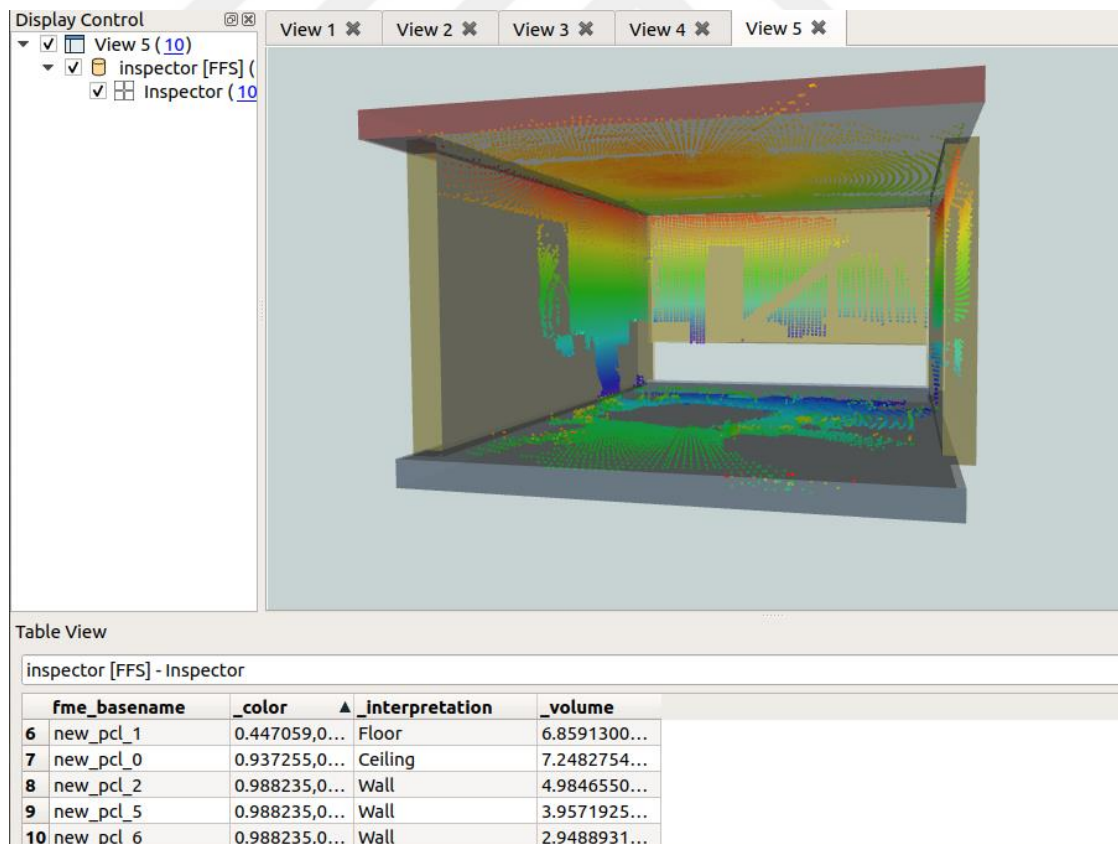 Display Control
View 1 View 2 View 3 View 4 View 5
View 5 (10)
inspector [FFS] (
Inspector (10
Table View
inspector [FFS] - Inspector
fme_basename _color _interpretation _volume
6 new_pcl_1 0.447059,0... Floor 6.8591300...
7 new_pcl_0 0.937255,0... Ceiling 7.2482754...
8 new_pcl_2 0.988235,0... Wall 4.9846550...
9 new_pcl_5 0.988235,0... Wall 3.9571925...
10 new_pcl_6 0.988235,0... Wall 2.9488931...